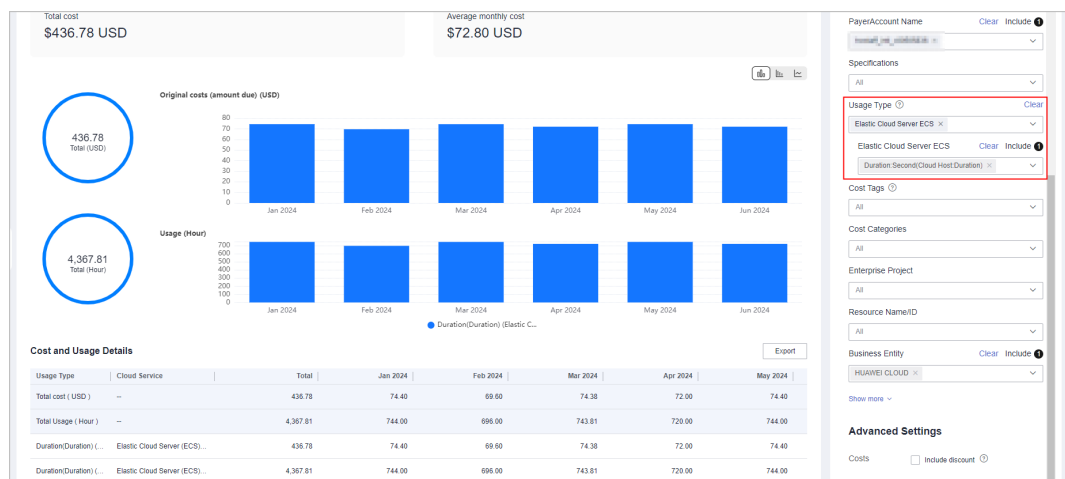 Total cost
$436.78 USD
Average monthly cost
$72.80 USD
Original costs (amount due) (USD)
80
70
60
50
40
30
20
10
0
Jan 2024 Feb 2024 Mar 2024 Apr 2024 May 2024 Jun 2024
436.78
Total (USD)
Usage (Hour)
700
600
500
400
300
200
100
0
Jan 2024 Feb 2024 Mar 2024 Apr 2024 May 2024 Jun 2024
4,367.81
Total (Hour)
Duration(Duration) (Elastic C...
Cost and Usage Details
Export
Usage Type Cloud Service Total Jan 2024 Feb 2024 Mar 2024 Apr 2024 May 2024
Total cost ( USD ) -- 436.78 74.40 69.60 74.38 72.00 74.40
Total Usage ( Hour ) -- 4,367.81 744.00 696.00 743.81 720.00 744.00
Duration(Duration) (... Elastic Cloud Server (ECS)... 436.78 74.40 69.60 74.38 72.00 74.40
Duration(Duration) (... Elastic Cloud Server (ECS)... 4,367.81 744.00 696.00 743.81 720.00 744.00
PayerAccount Name Clear Include 1
Specifications
All
Usage Type ? Clear
Elastic Cloud Server ECS ×
Elastic Cloud Server ECS Clear Include 1
Duration:Second(Cloud Host:Duration) ×
Cost Tags ?
All
Cost Categories
All
Enterprise Project
All
Resource Name/ID
All
Business Entity Clear Include 1
HUAWEI CLOUD ×
Show more
Advanced Settings
Costs Include discount ?